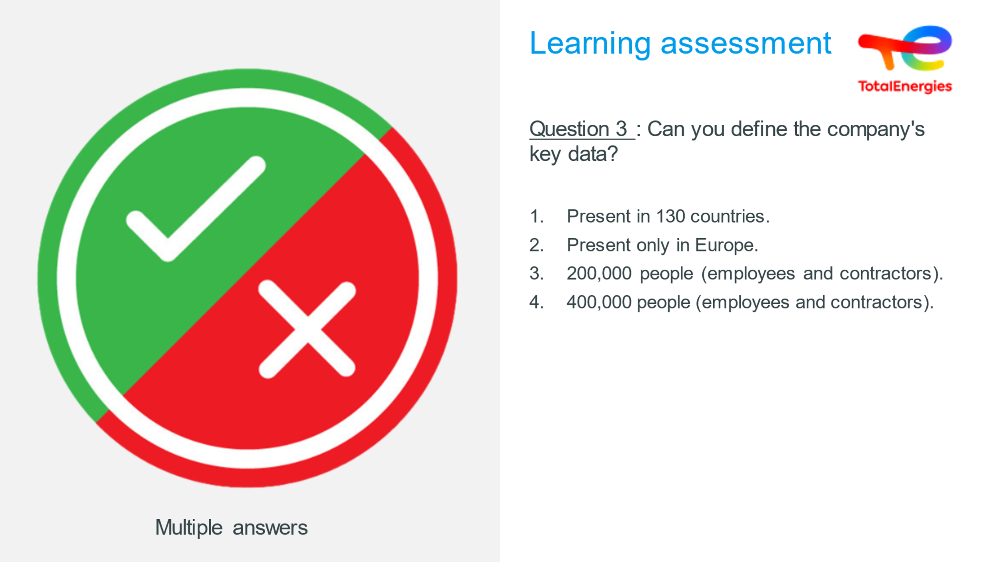 Learning assessment
TotalEnergies
Question 3 : Can you define the company's
key data?
1. Present in 130 countries.
2. Present only in Europe.
3. 200,000 people (employees and contractors).
4. 400,000 people (employees and contractors).
Multiple answers